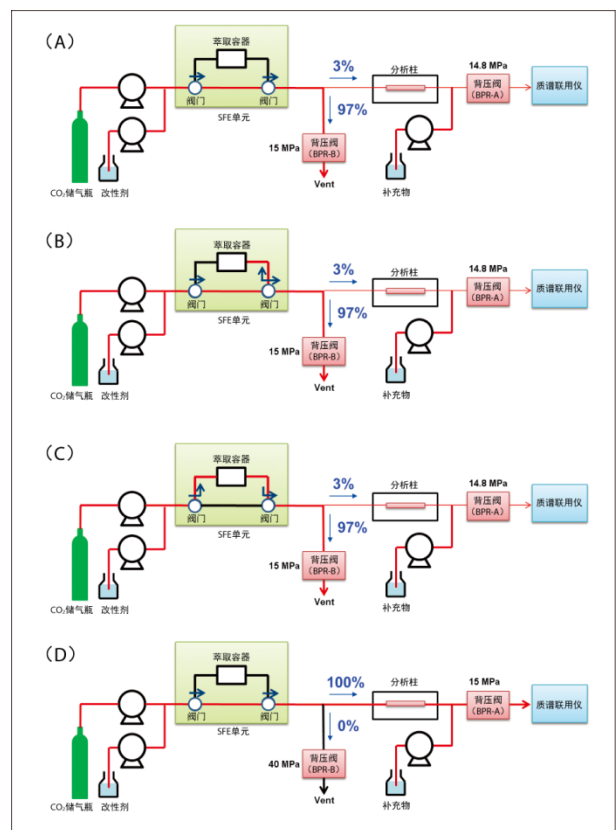 (A)
萃取容器
阀门
阀门
SFE单元
3%
97%
分析柱
14.8 MPa
背压阀
(BPR-A)
质谱联用仪
15 MPa
背压阀
(BPR-B)
Vent
CO₂储气瓶
改性剂
补充物
(B)
萃取容器
阀门
阀门
SFE单元
3%
97%
分析柱
14.8 MPa
背压阀
(BPR-A)
质谱联用仪
15 MPa
背压阀
(BPR-B)
Vent
CO₂储气瓶
改性剂
补充物
(C)
萃取容器
阀门
阀门
SFE单元
3%
97%
分析柱
14.8 MPa
背压阀
(BPR-A)
质谱联用仪
15 MPa
背压阀
(BPR-B)
Vent
CO₂储气瓶
改性剂
补充物
(D)
萃取容器
阀门
阀门
SFE单元
100%
0%
分析柱
15 MPa
背压阀
(BPR-A)
质谱联用仪
40 MPa
背压阀
(BPR-B)
Vent
CO₂储气瓶
改性剂
补充物